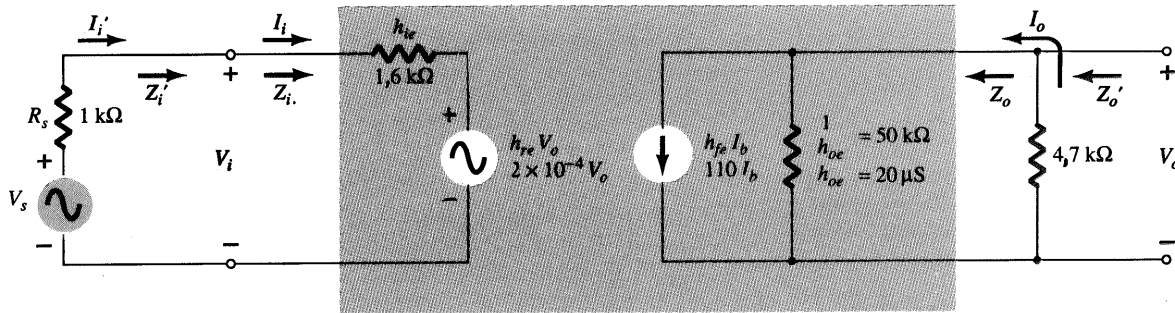 I_i′
I_i
h_ie
I_o
1,6 kΩ
Z_i′
+
Z_i.
Z_o
Z_o′
+
R_s
1 kΩ
+
1
h_oe
= 50 kΩ
+
V_i
h_re V_o
2 × 10⁻⁴ V_o
h_fe I_b
110 I_b
h_oe
= 20 µS
4,7 kΩ
V_s
−
−
−
−